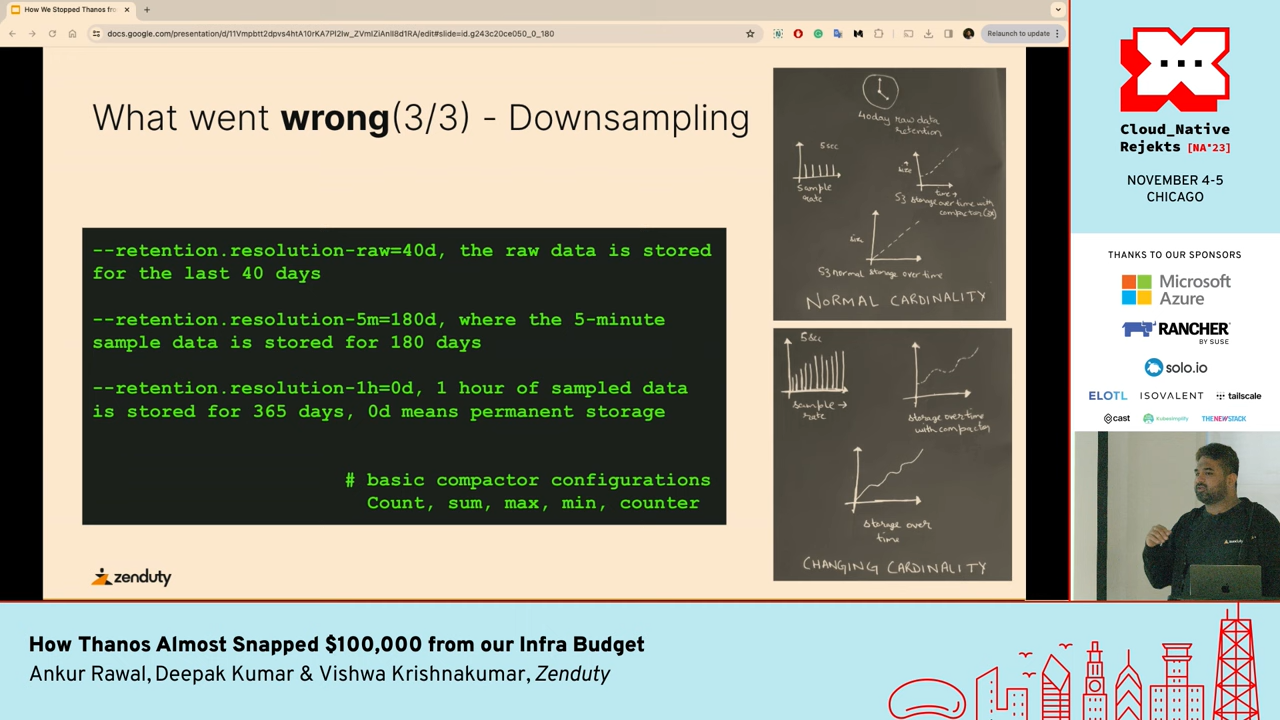 How We Stopped Thanos fro
docs.google.com/presentation/d/11Vmpbtt2dpvs4htA10rKA7Pl2Iw_ZVmIZiAnll8d1RA/edit#slide=id.g243c20ce050_0_180
Relaunch to update
What went wrong(3/3) - Downsampling
--retention.resolution-raw=40d, the raw data is stored
for the last 40 days
--retention.resolution-5m=180d, where the 5-minute
sample data is stored for 180 days
--retention.resolution-1h=0d, 1 hour of sampled data
is stored for 365 days, 0d means permanent storage
# basic compactor configurations
Count, sum, max, min, counter
zenduty
40day raw data
retention
5sec
sample
rate
size
time →
S3 storage over time with
size
S3 normal storage over time
NORMAL CARDINALITY
5sec
sample →
rate
storage over time
with compactor
storage over
time
CHANGING CARDINALITY
Cloud_Native
Rejekts [NA'23]
NOVEMBER 4-5
CHICAGO
THANKS TO OUR SPONSORS
Microsoft
Azure
RANCHER
BY SUSE
solo.io
ELOTL ISOVALENT tailscale
cast kubesimplify THENEWSTACK
zenduty
How Thanos Almost Snapped $100,000 from our Infra Budget
Ankur Rawal, Deepak Kumar & Vishwa Krishnakumar, Zenduty